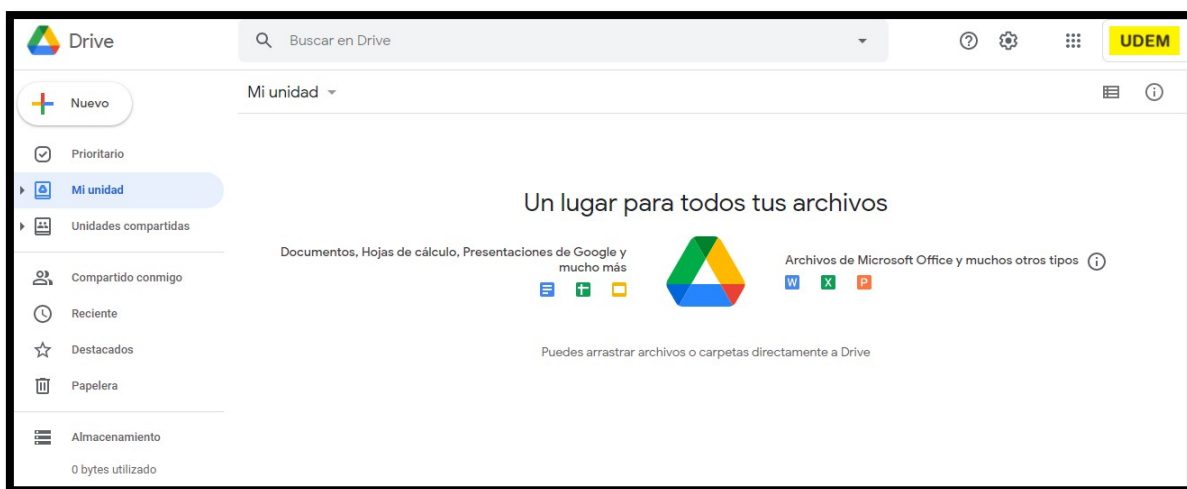 Drive
Buscar en Drive
UDEM
Nuevo
Mi unidad
Prioritario
Mi unidad
Unidades compartidas
Compartido conmigo
Reciente
Destacados
Papelera
Almacenamiento
0 bytes utilizado
Un lugar para todos tus archivos
Documentos, Hojas de cálculo, Presentaciones de Google y
mucho más
Archivos de Microsoft Office y muchos otros tipos
W X P
Puedes arrastrar archivos o carpetas directamente a Drive